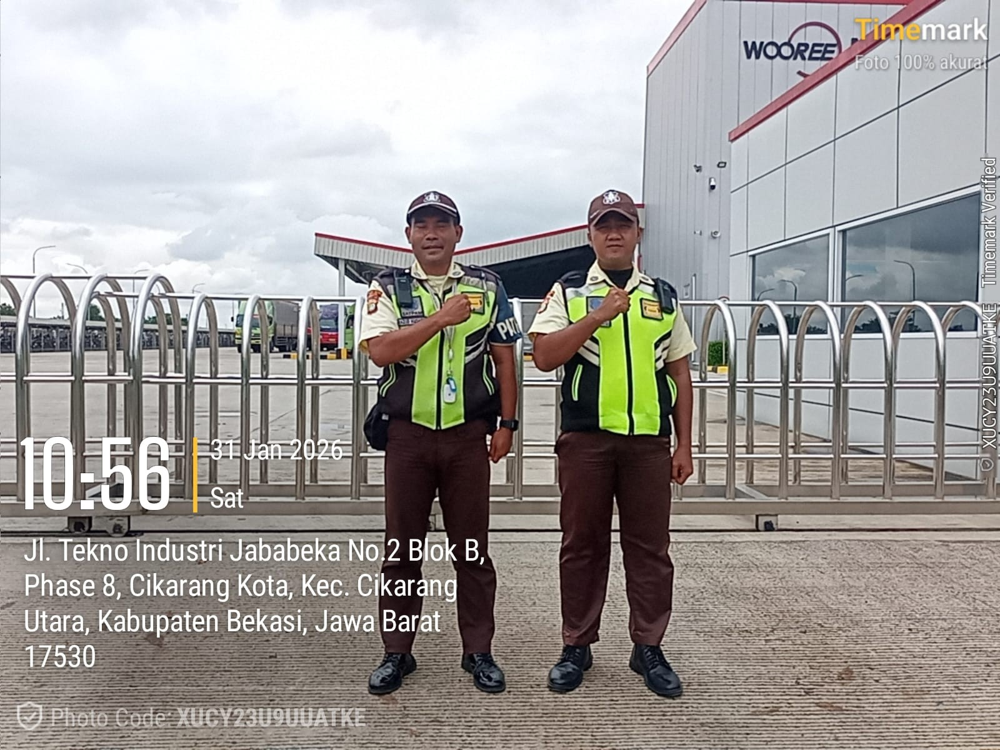 WOOREE
Timemark
Foto 100% akurat
SATPAM
10:56
31 Jan 2026
Sat
Jl. Tekno Industri Jababeka No.2 Blok B,
Phase 8, Cikarang Kota, Kec. Cikarang
Utara, Kabupaten Bekasi, Jawa Barat
17530
Photo Code: XUCY23U9UUATKE
XUCY23U9UUATKE Timemark Verified